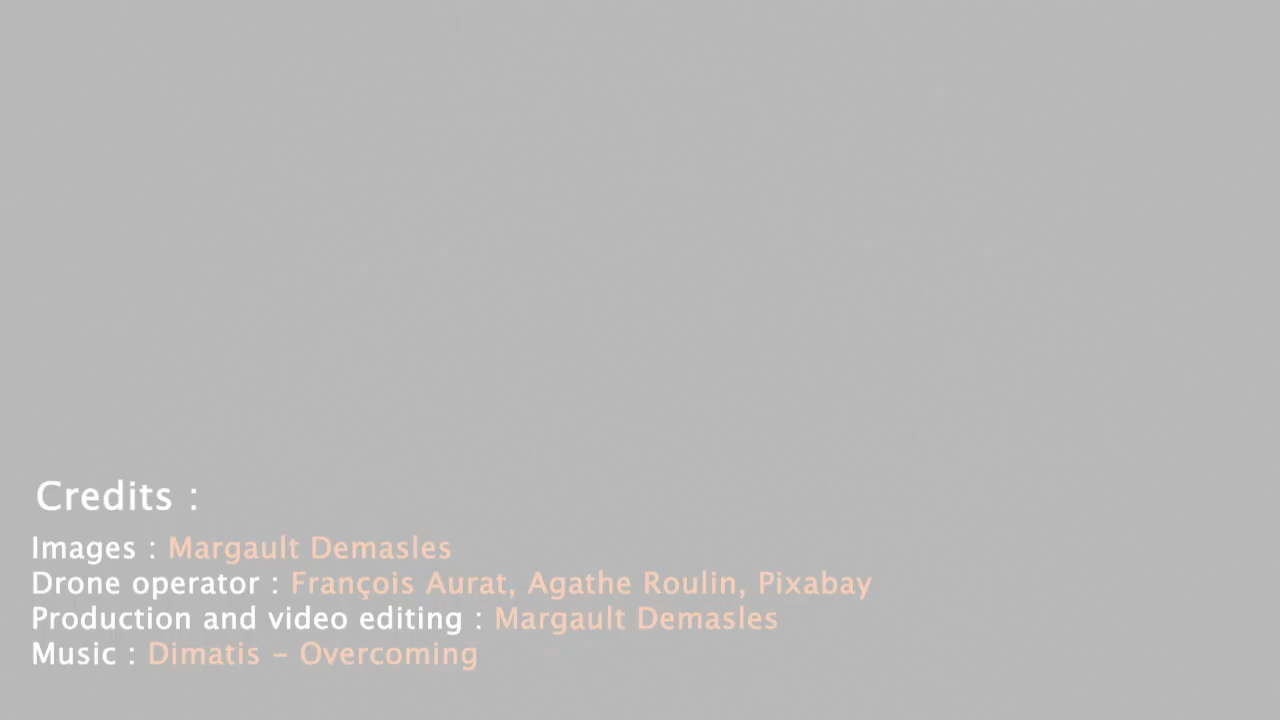 Credits :
Images : Margault Demasles
Drone operator : François Aurat, Agathe Roulin, Pixabay
Production and video editing : Margault Demasles
Music : Dimatis - Overcoming